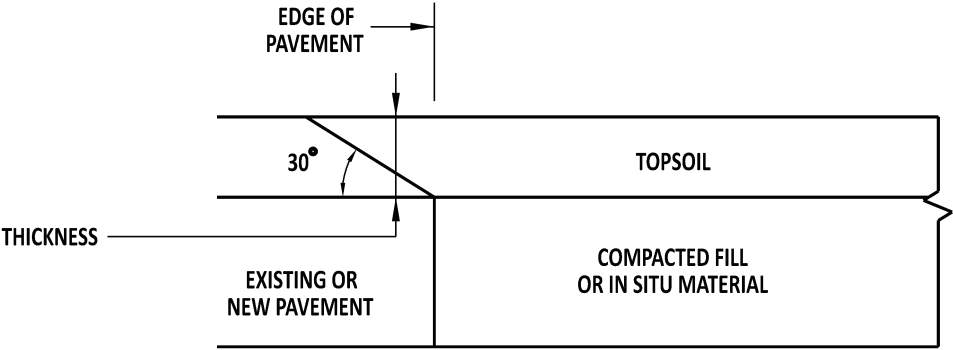 EDGE OF
PAVEMENT
30°
TOPSOIL
THICKNESS
COMPACTED FILL
OR IN SITU MATERIAL
EXISTING OR
NEW PAVEMENT